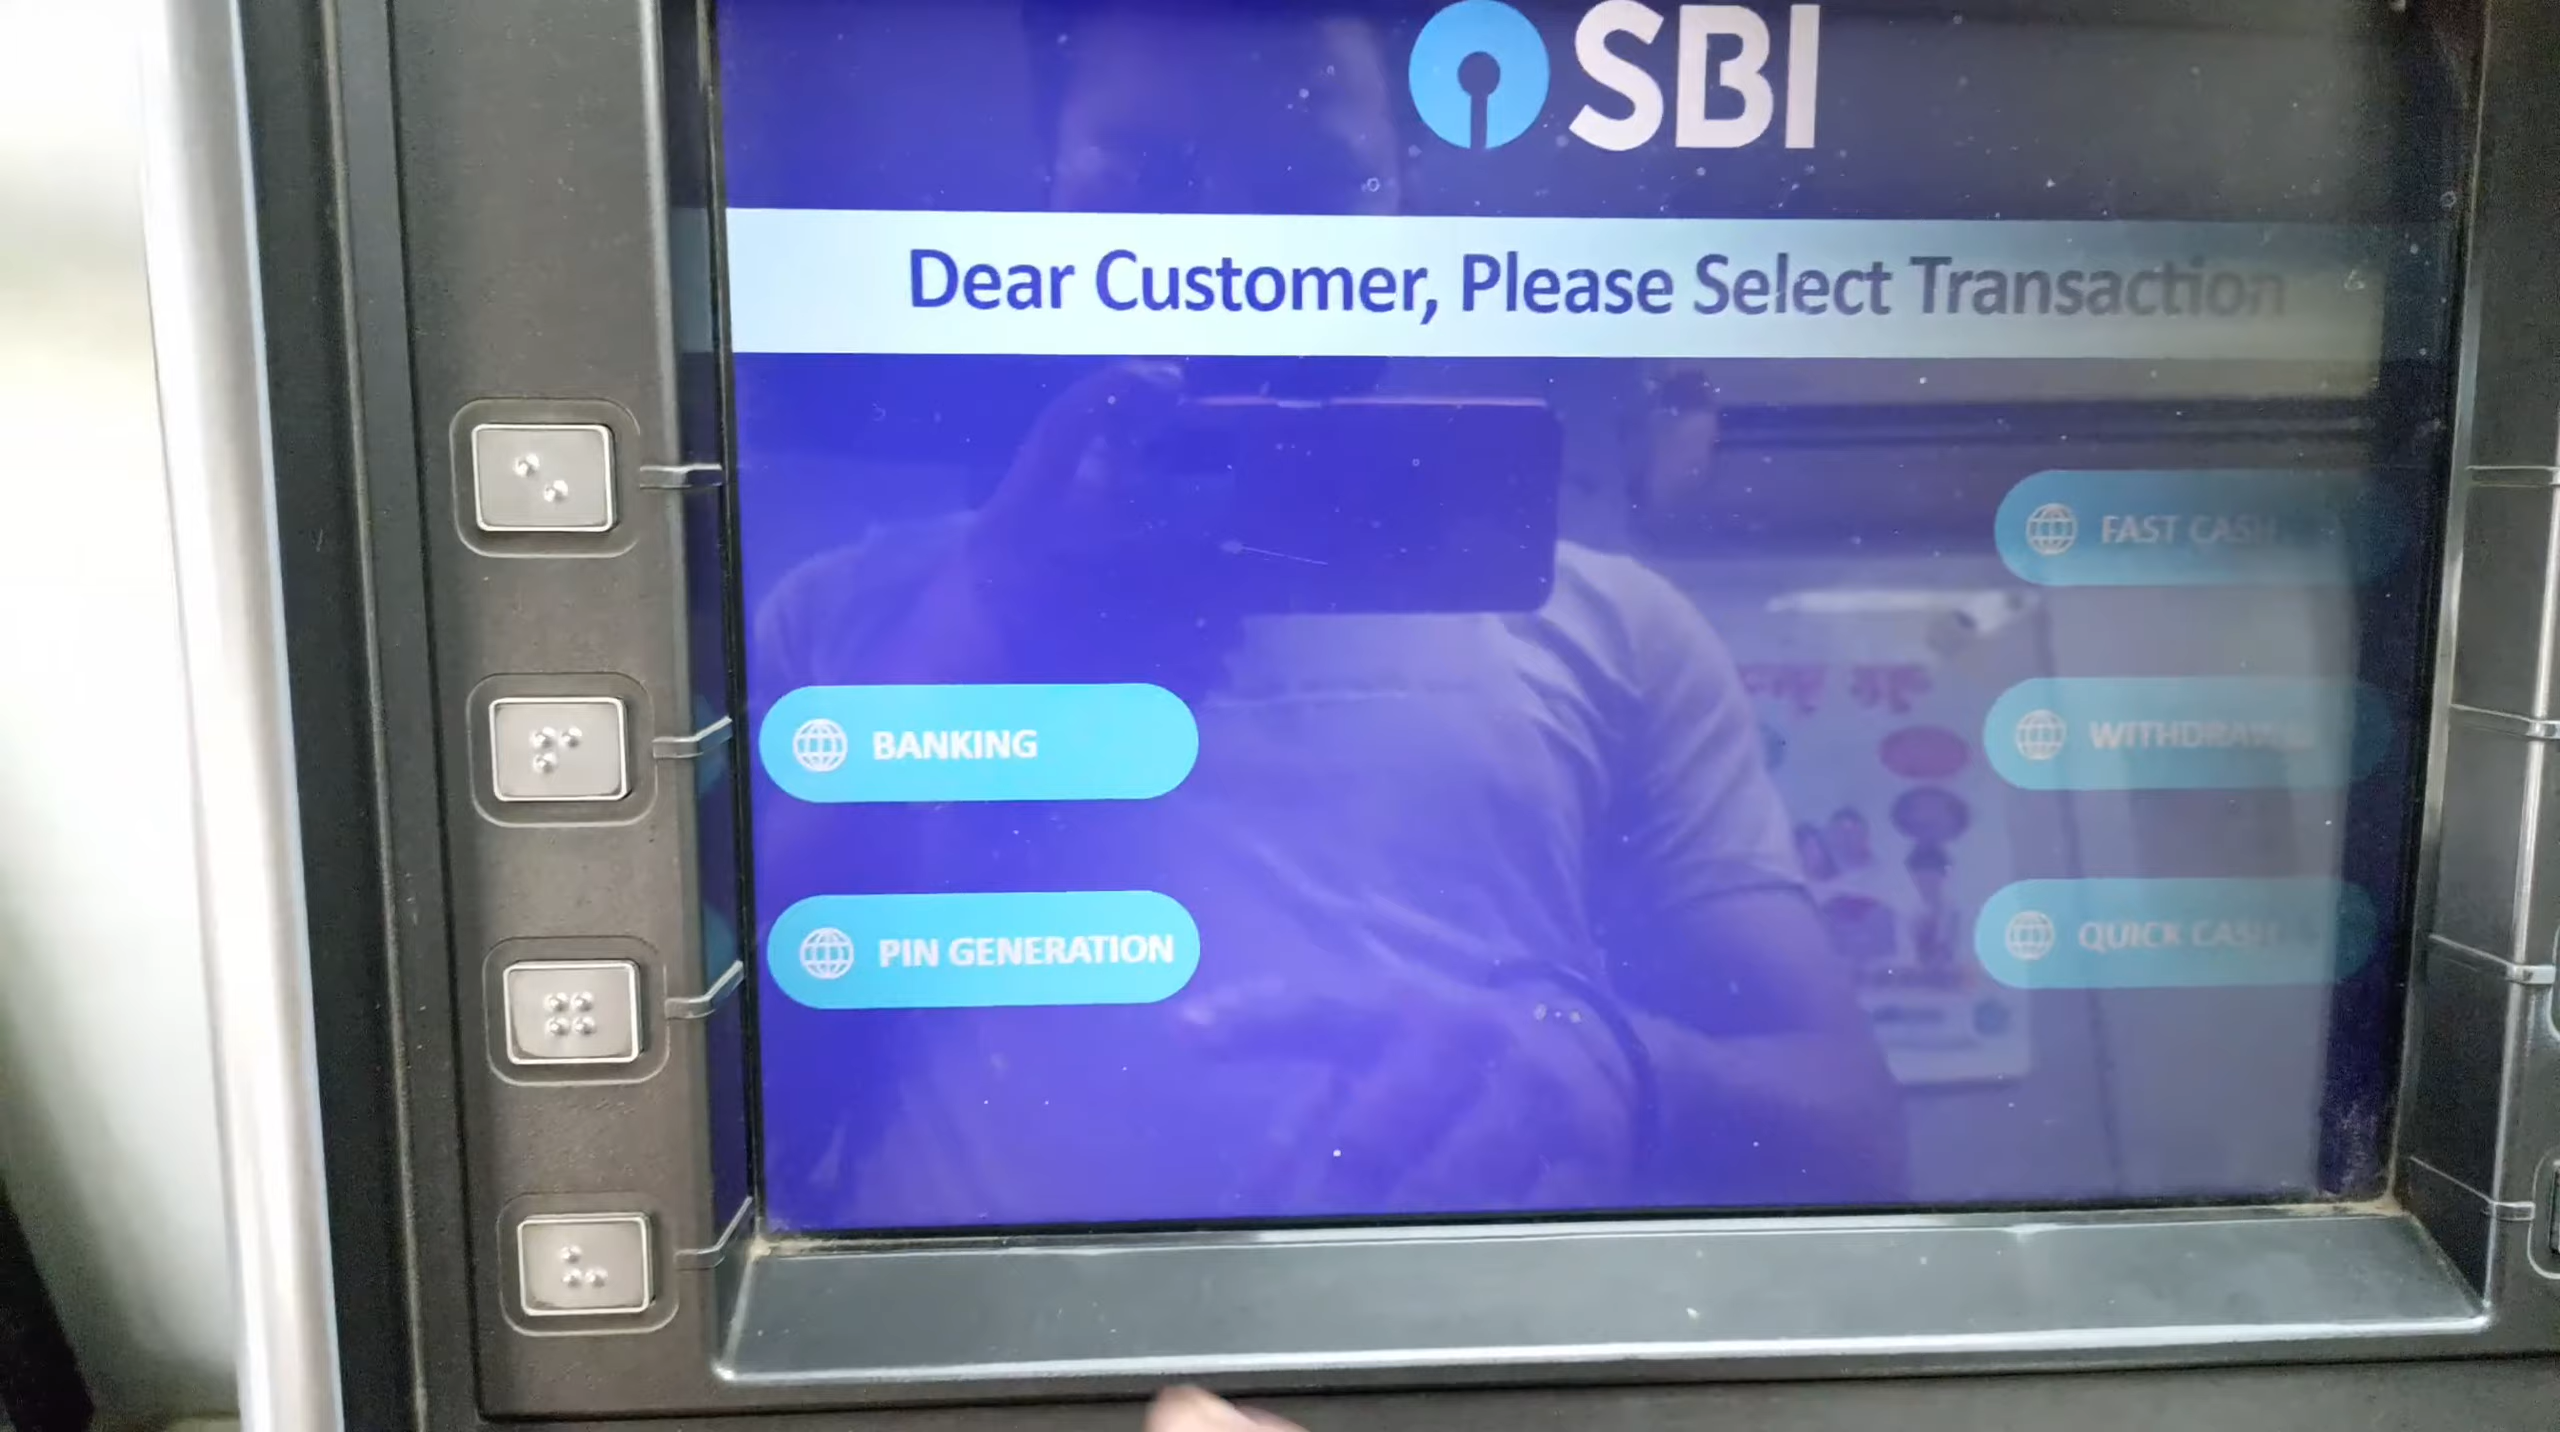 SBI
Dear Customer, Please Select Transaction
FAST CASH
BANKING
WITHDRAWAL
PIN GENERATION
QUICK CASH